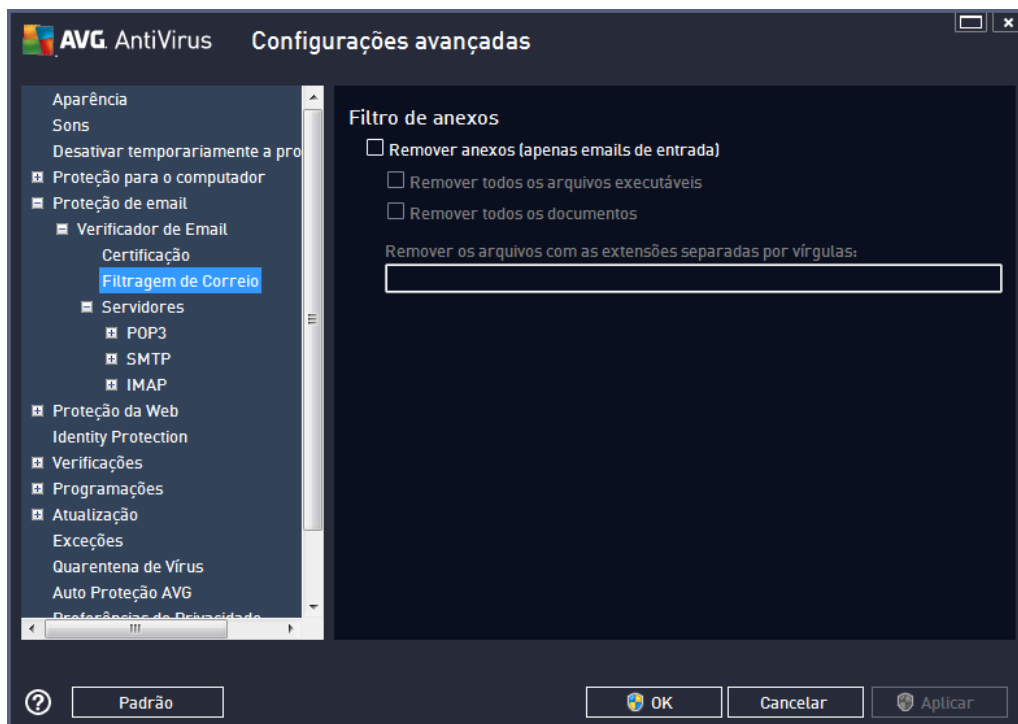 AVG. AntiVirus Configurações avançadas
Aparência
Sons
Desativar temporariamente a pro
Proteção para o computador
Proteção de email
Verificador de Email
Certificação
Filtragem de Correio
Servidores
POP3
SMTP
IMAP
Proteção da Web
Identity Protection
Verificações
Programações
Atualização
Exceções
Quarentena de Vírus
Auto Proteção AVG
Preferências de Privacidade
Filtro de anexos
Remover anexos (apenas emails de entrada)
Remover todos os arquivos executáveis
Remover todos os documentos
Remover os arquivos com as extensões separadas por vírgulas:
Padrão
OK
Cancelar
Aplicar